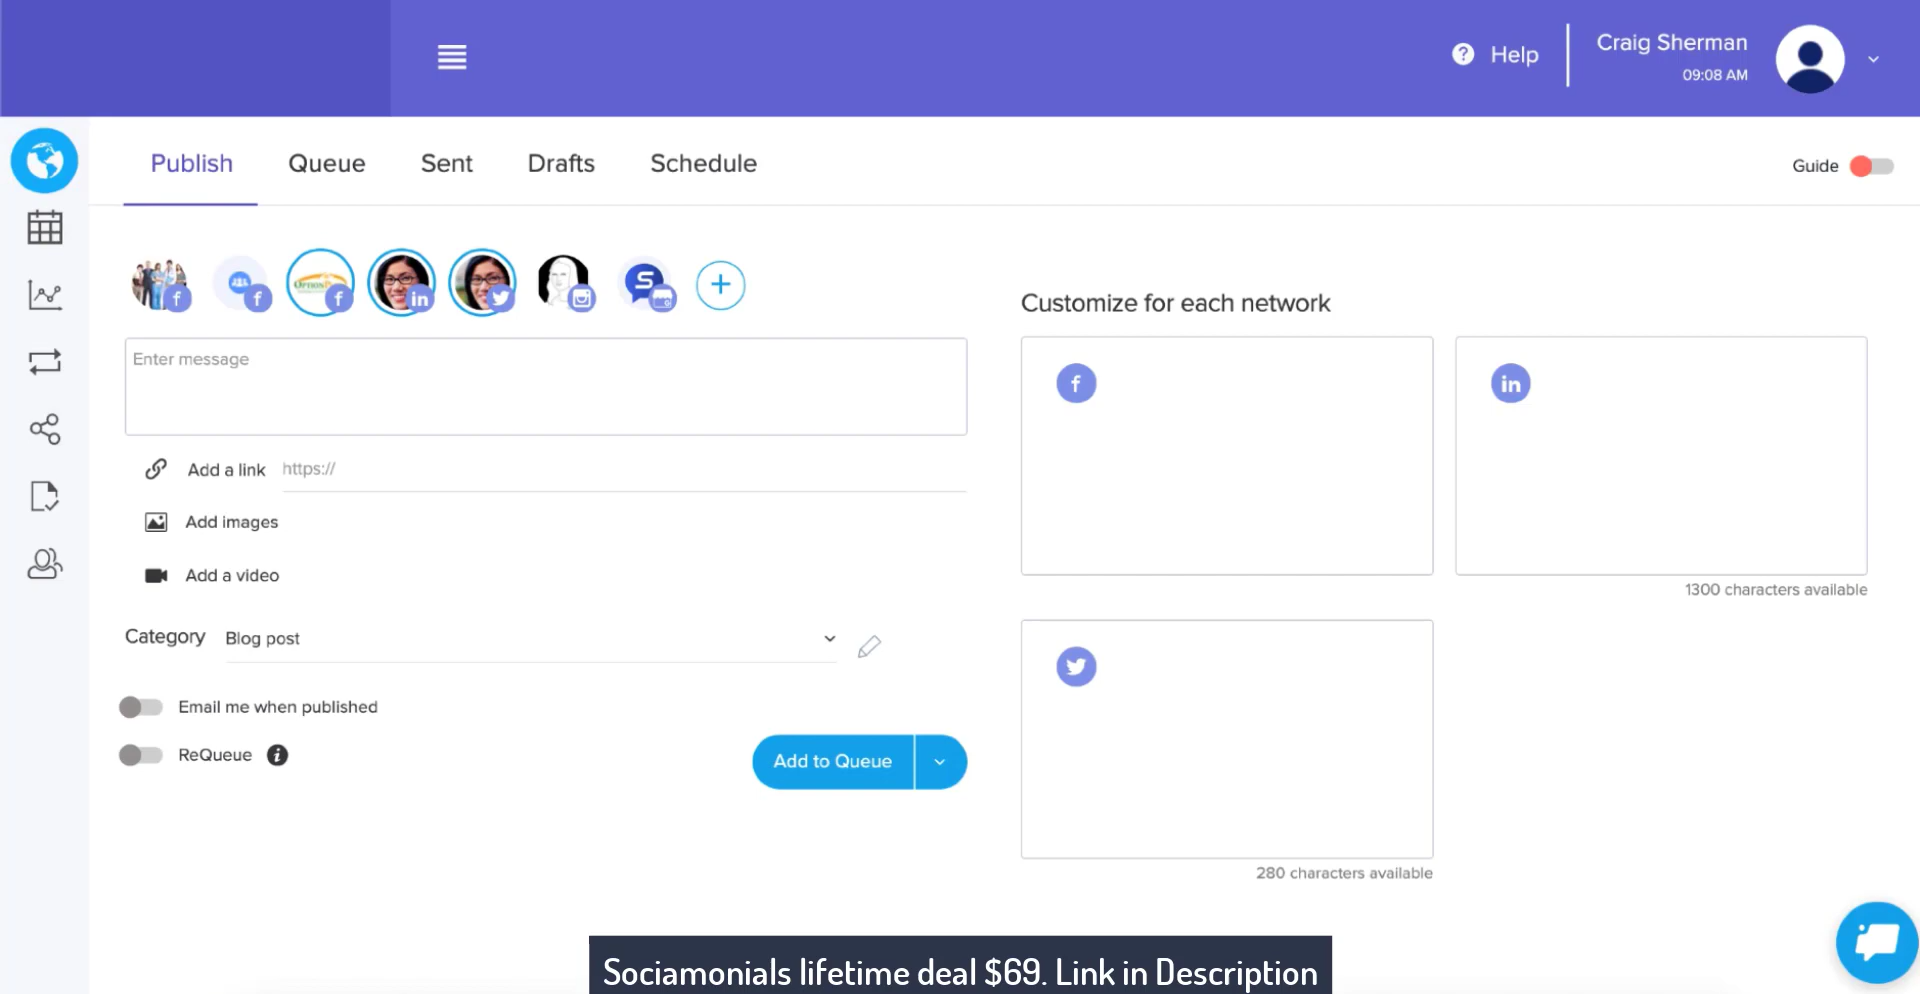 Help
Craig Sherman
09:08 AM
Publish
Queue
Sent
Drafts
Schedule
Guide
Enter message
Add a link
https://
Add images
Add a video
Category
Blog post
Email me when published
ReQueue
Add to Queue
Customize for each network
1300 characters available
280 characters available
Sociamonials lifetime deal $69. Link in Description